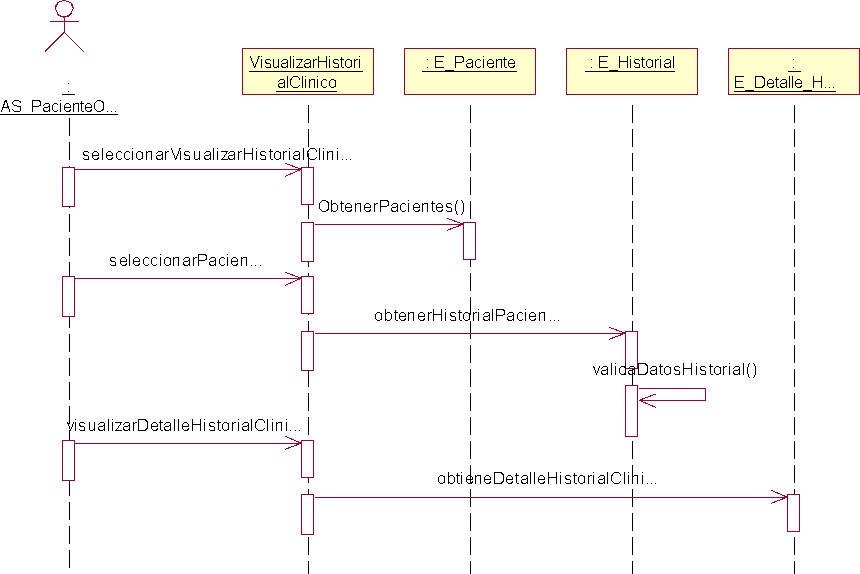 :
AS_PacienteO...
VisualizarHistori
alClinico
: E_Paciente
: E_Historial
:
E_Detalle_H...
seleccionarVisualizarHistorialClini...
ObtenerPacientes()
seleccionarPacien...
obtenerHistorialPacien...
validaDatosHistorial()
visualizarDetalleHistorialClini...
obtieneDetalleHistorialClini...